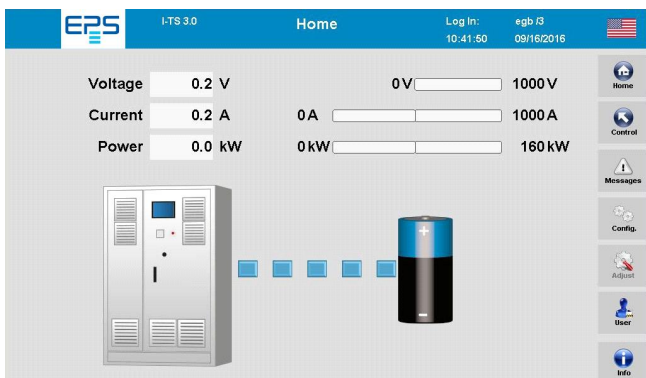 EPS
I-TS 3.0
Home
Log In: egb /3
10:41:50 09/16/2016
Voltage 0.2 V 0 V 1000 V
Current 0.2 A 0 A 1000 A
Power 0.0 kW 0 kW 160 kW
Home
Control
Messages
Config.
Adjust
User
Info
+
-